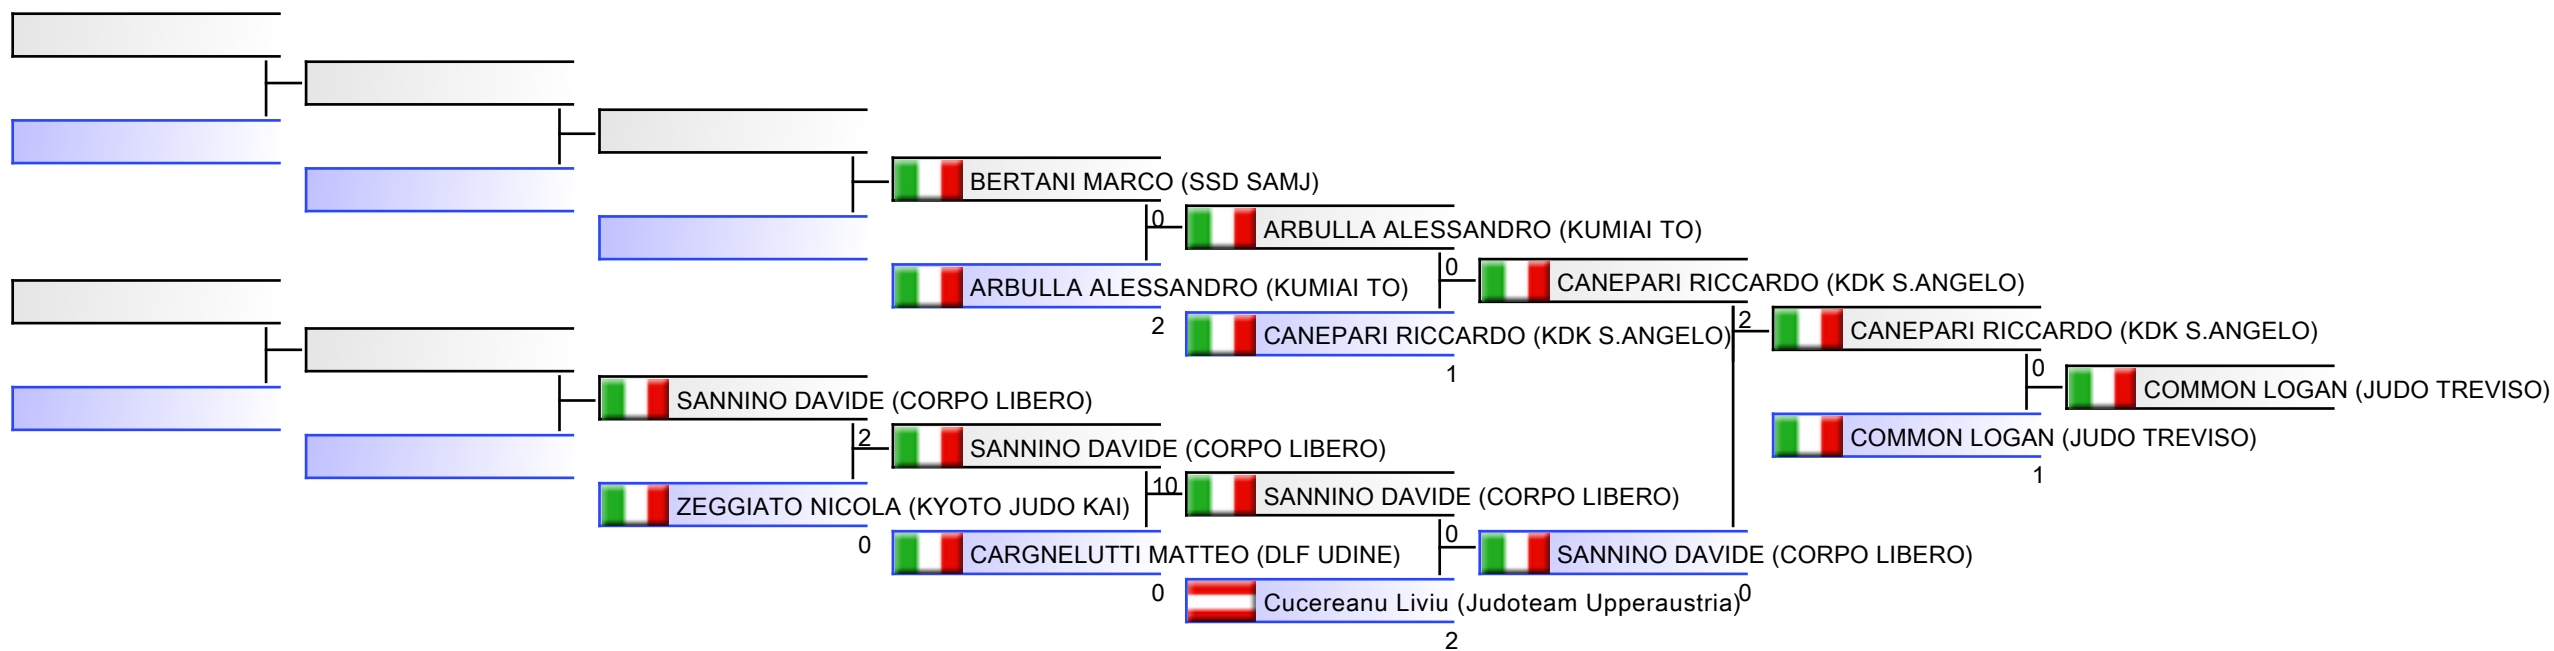 BERTANI MARCO (SSD SAMJ)
0
ARBULLA ALESSANDRO (KUMIAI TO)
0
CANEPARI RICCARDO (KDK S.ANGELO)
ARBULLA ALESSANDRO (KUMIAI TO)
2
CANEPARI RICCARDO (KDK S.ANGELO)
1
2
CANEPARI RICCARDO (KDK S.ANGELO)
0
COMMON LOGAN (JUDO TREVISO)
COMMON LOGAN (JUDO TREVISO)
1
SANNINO DAVIDE (CORPO LIBERO)
2
SANNINO DAVIDE (CORPO LIBERO)
ZEGGIATO NICOLA (KYOTO JUDO KAI)
0
10
SANNINO DAVIDE (CORPO LIBERO)
CARGNELUTTI MATTEO (DLF UDINE)
0
0
SANNINO DAVIDE (CORPO LIBERO)
0
Cucereanu Liviu (Judoteam Upperaustria)
2